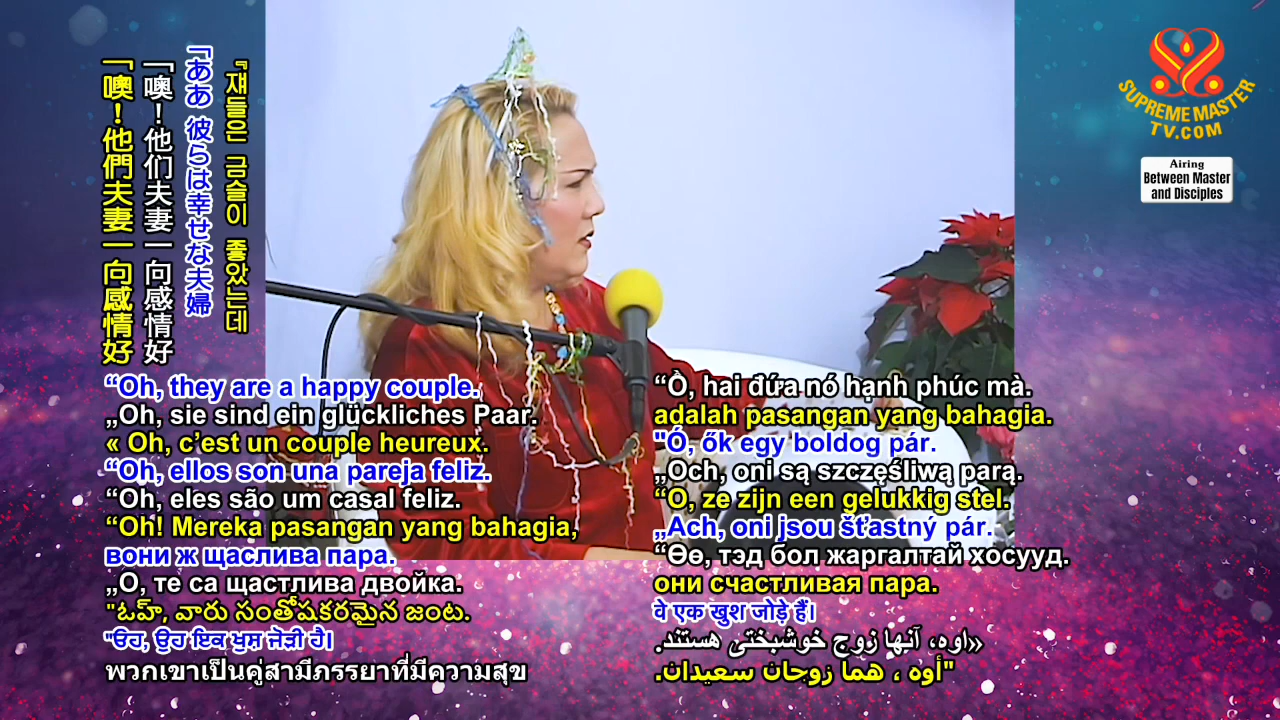 『쟤들은 금슬이 좋았는데
「ああ 彼らは幸せな夫婦
「噢！他们夫妻一向感情好
「噢！他們夫妻一向感情好
“Oh, they are a happy couple.
„Oh, sie sind ein glückliches Paar.
« Oh, c’est un couple heureux.
“Oh, ellos son una pareja feliz.
“Oh, eles são um casal feliz.
“Oh! Mereka pasangan yang bahagia,
вони ж щаслива пара.
„О, те са щастлива двойка.
"ఓహ్, వారు సంతోషకరమైన జంట.
"ਓਹ, ਉਹ ਇਕ ਖੁਸ਼ ਜੋੜੀ ਹੈ।
พวกเขาเป็นคู่สามีภรรยาที่มีความสุข
“Ồ, hai đứa nó hạnh phúc mà.
adalah pasangan yang bahagia.
"Ó, ők egy boldog pár.
„Och, oni są szczęśliwą parą.
“O, ze zijn een gelukkig stel.
„Ach, oni jsou šťastný pár.
“Өө, тэд бол жаргалтай хосууд.
они счастливая пара.
वे एक खुश जोड़े हैं।
«اوه، آنها زوج خوشبختی هستند.
"أوه ، هما زوجان سعيدان.
SUPREME MASTER
TV.COM
Airing
Between Master
and Disciples